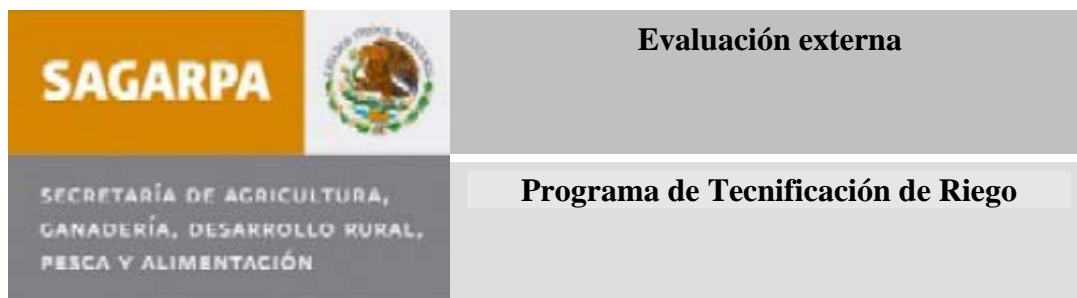 SAGARPA
SECRETARÍA DE AGRICULTURA,
GANADERÍA, DESARROLLO RURAL,
PESCA Y ALIMENTACIÓN
Evaluación externa
Programa de Tecnificación de Riego